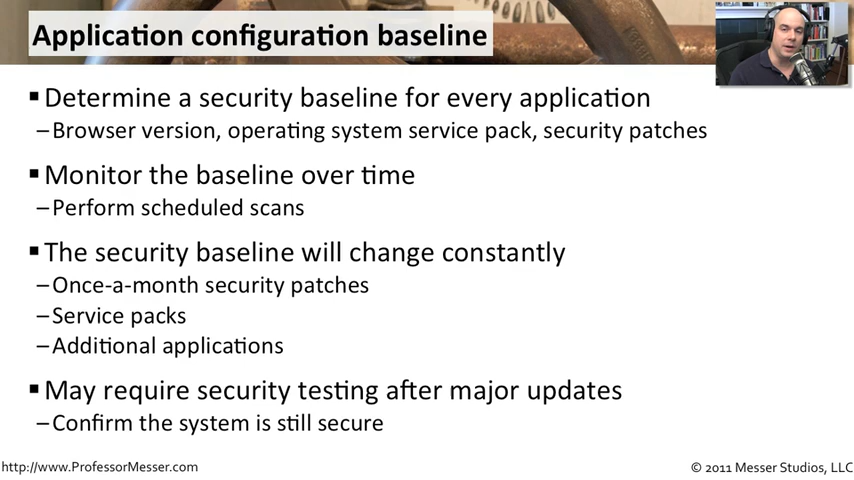 Application configuration baseline
▪ Determine a security baseline for every application
–Browser version, operating system service pack, security patches
▪ Monitor the baseline over time
–Perform scheduled scans
▪ The security baseline will change constantly
–Once-a-month security patches
–Service packs
–Additional applications
▪ May require security testing after major updates
–Confirm the system is still secure
http://www.ProfessorMesser.com
© 2011 Messer Studios, LLC